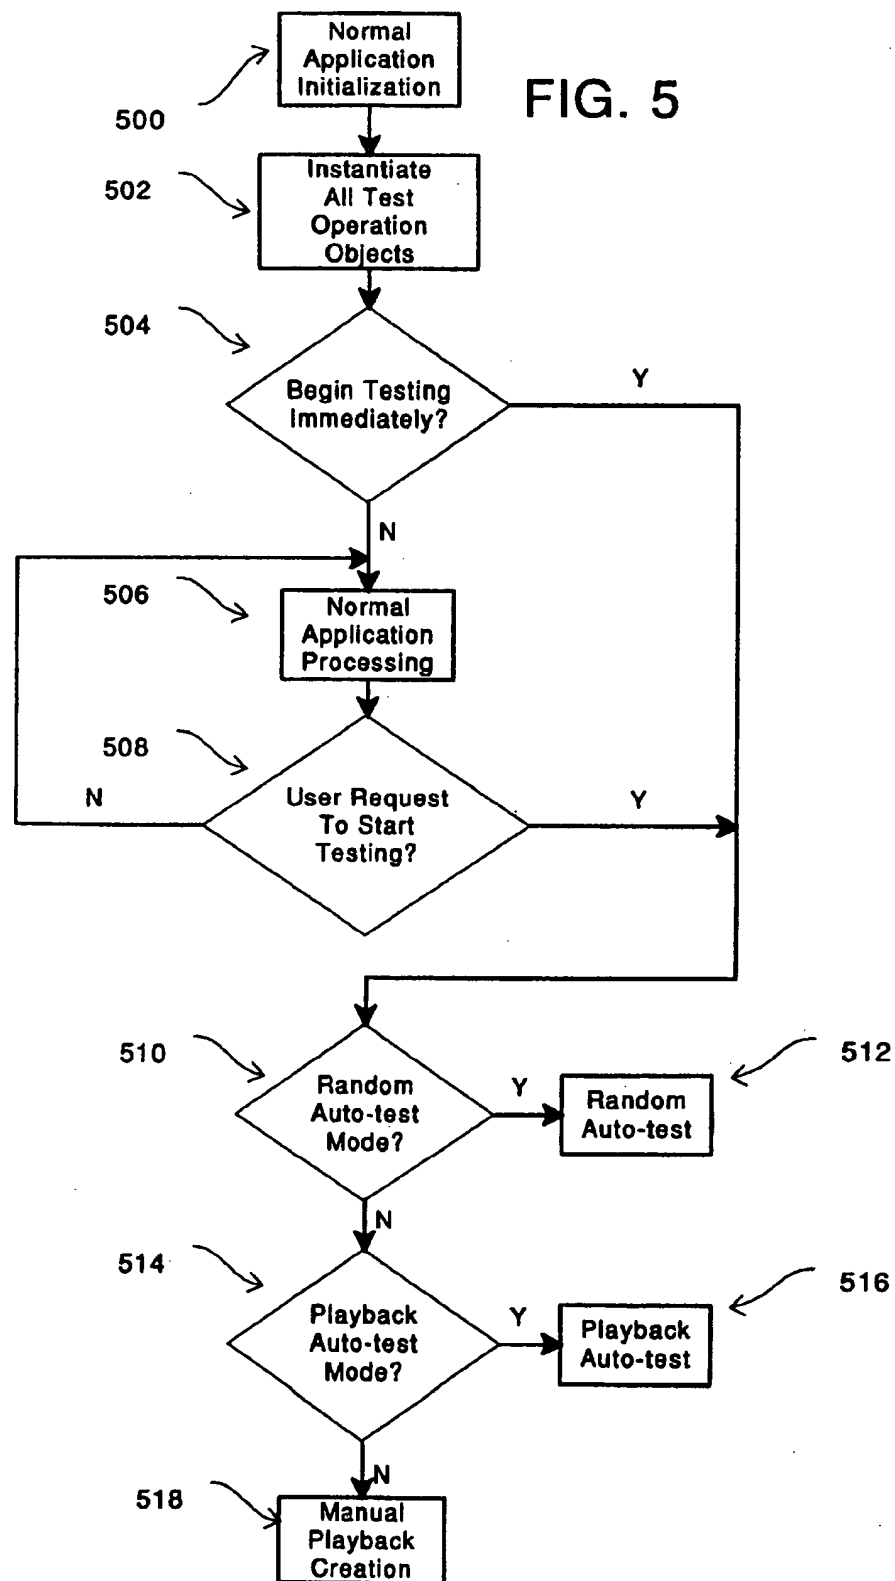 Normal
Application
Initialization
500
FIG. 5
502
Instantiate
All Test
Operation
Objects
504
Begin Testing
Immediately?
Y
N
506
Normal
Application
Processing
508
N
User Request
To Start
Testing?
Y
510
Random
Auto-test
Mode?
Y
Random
Auto-test
512
N
514
Playback
Auto-test
Mode?
Y
Playback
Auto-test
516
N
518
Manual
Playback
Creation